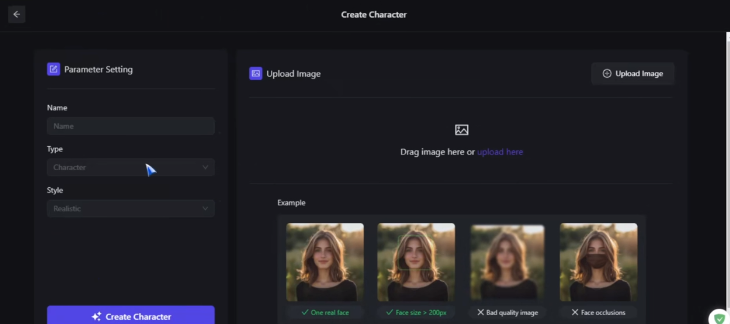 Create Character
Parameter Setting
Name
Name
Type
Character
Style
Realistic
Create Character
Upload Image
Upload Image
Drag image here or upload here
Example
One real face
Face size > 200px
Bad quality image
Face occlusions